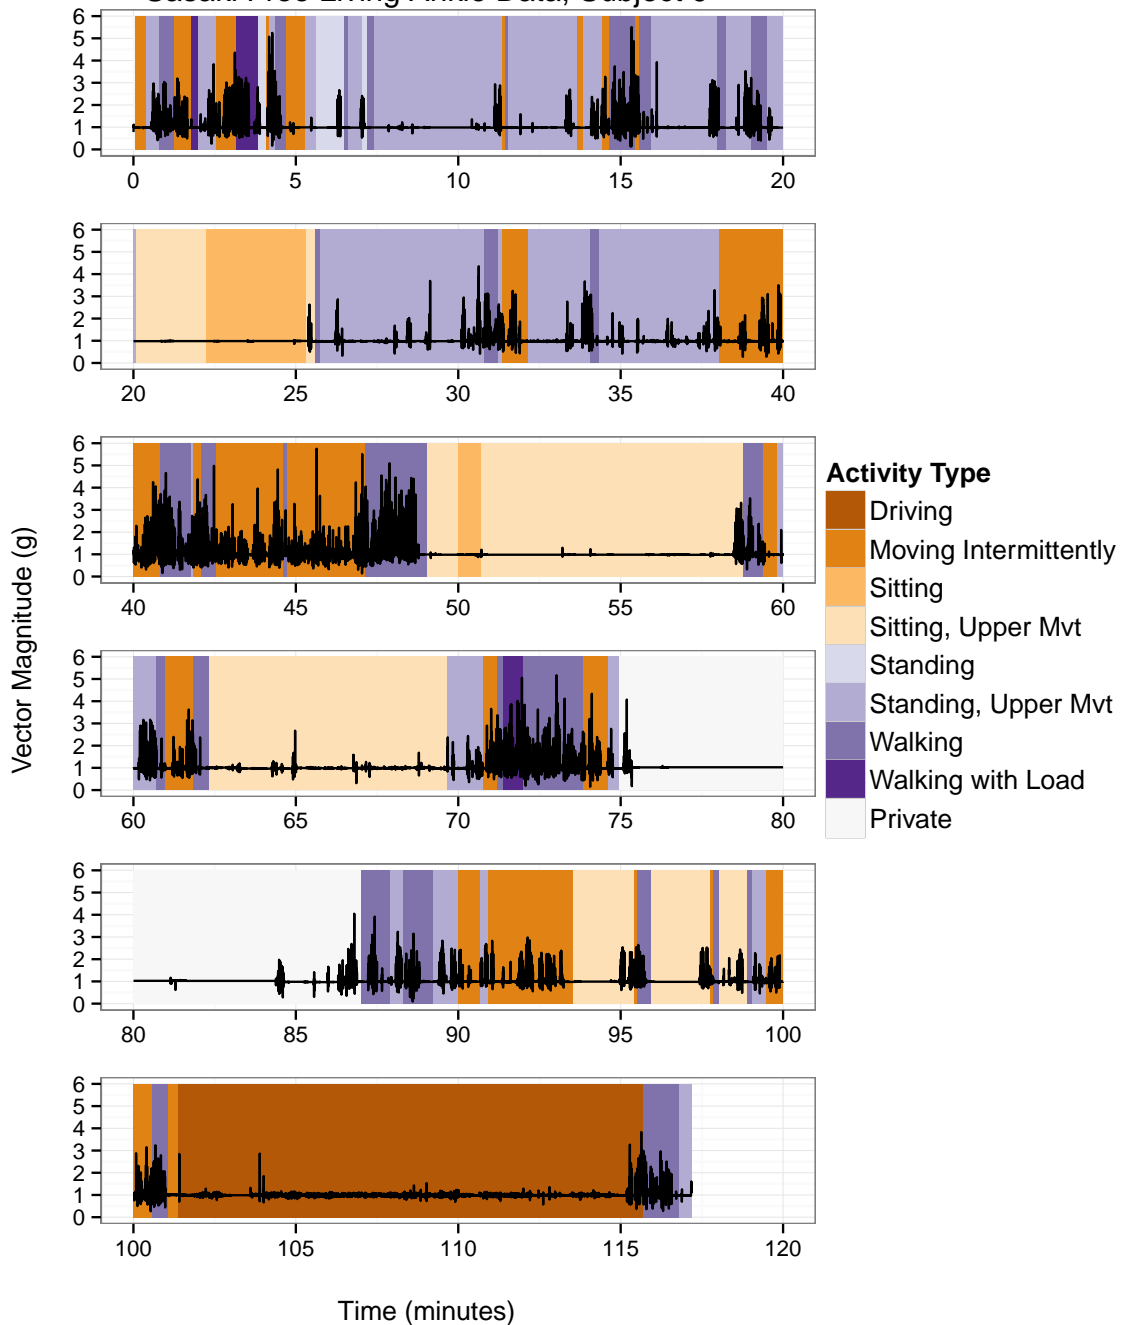 6
5
4
3
2
1
0
0 5 10 15 20
6
5
4
3
2
1
0
20 25 30 35 40
6
5
4
3
2
1
0
40 45 50 55 60
6
5
4
3
2
1
0
60 65 70 75 80
6
5
4
3
2
1
0
80 85 90 95 100
6
5
4
3
2
1
0
100 105 110 115 120
Vector Magnitude (g)
Time (minutes)
Activity Type
Driving
Moving Intermittently
Sitting
Sitting, Upper Mvt
Standing
Standing, Upper Mvt
Walking
Walking with Load
Private